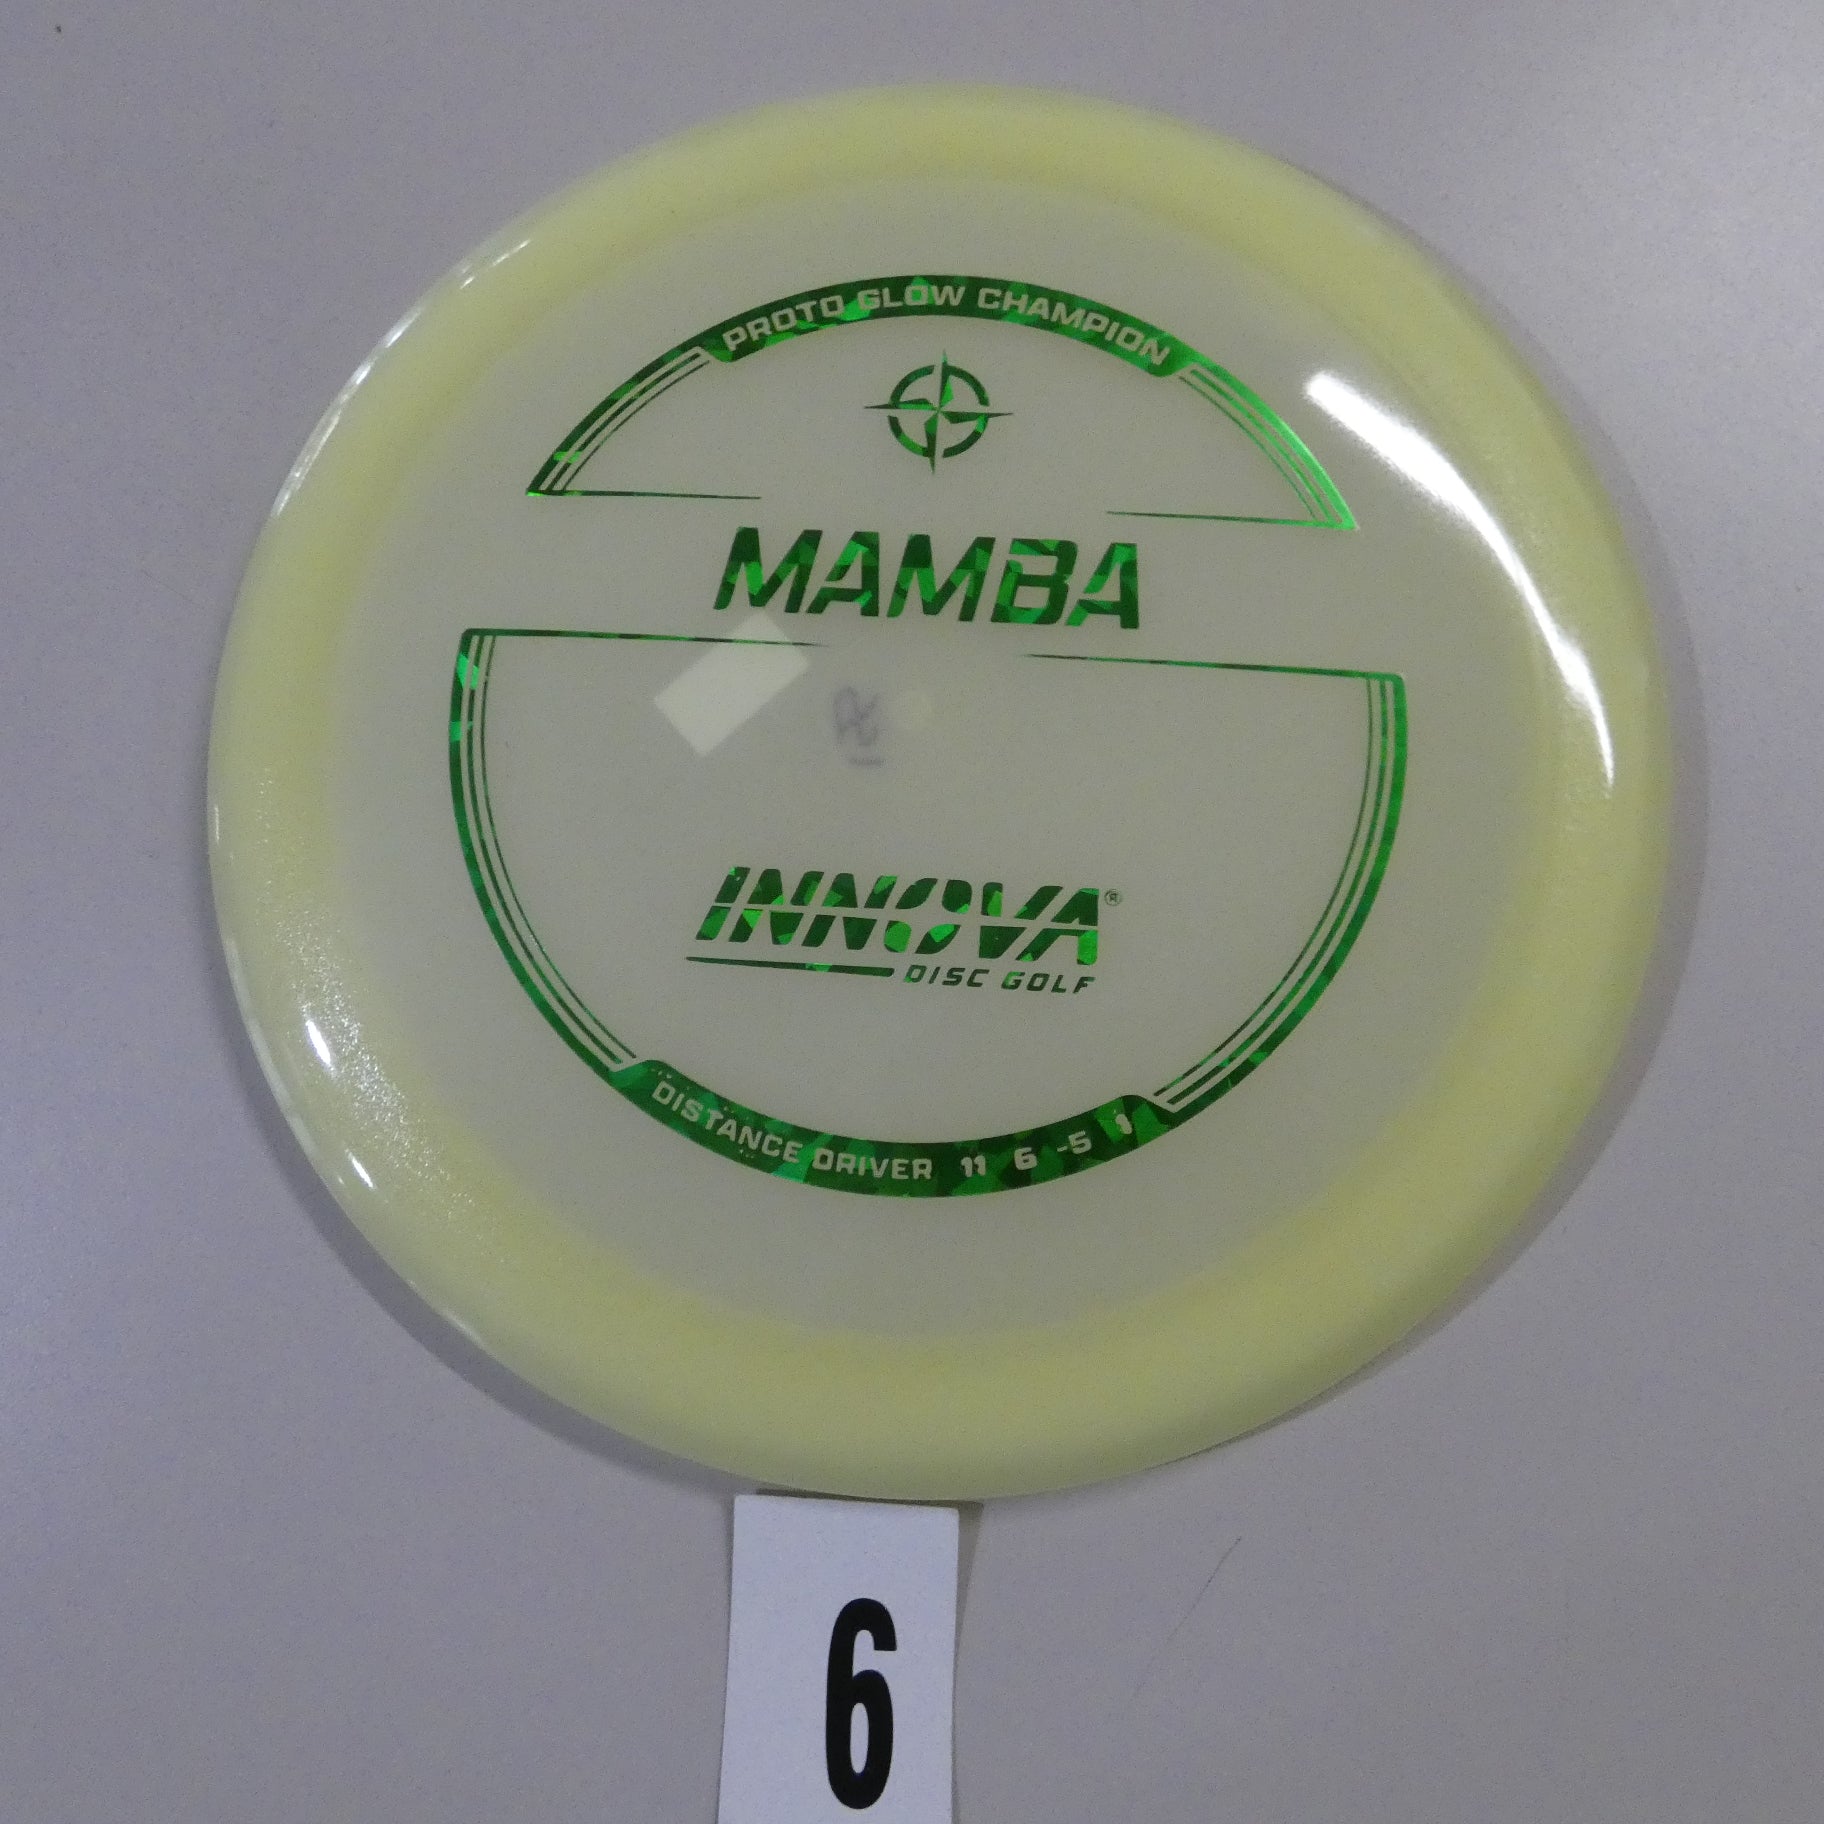 PROTO GLOW CHAMPION
MAMBA
INNOVA®
DISC GOLF
DISTANCE DRIVER 11 6 -5 1
6